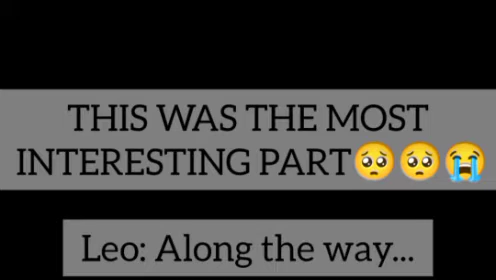 THIS WAS THE MOST
INTERESTING PART🥺🥺😭
Leo: Along the way...